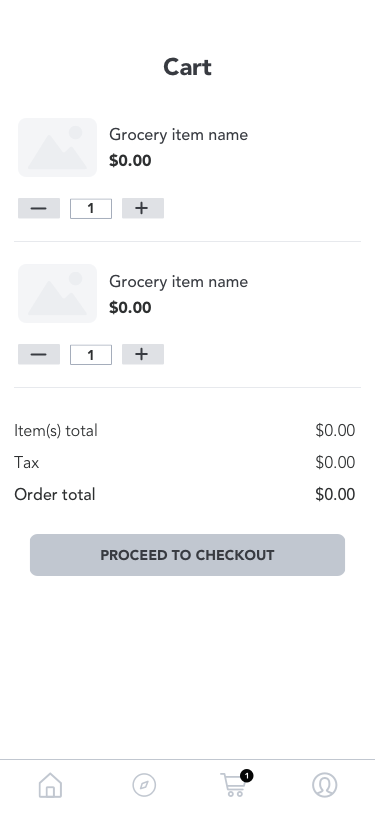 Cart
Grocery item name
$0.00
1
Grocery item name
$0.00
1
Item(s) total $0.00
Tax $0.00
Order total $0.00
PROCEED TO CHECKOUT
1